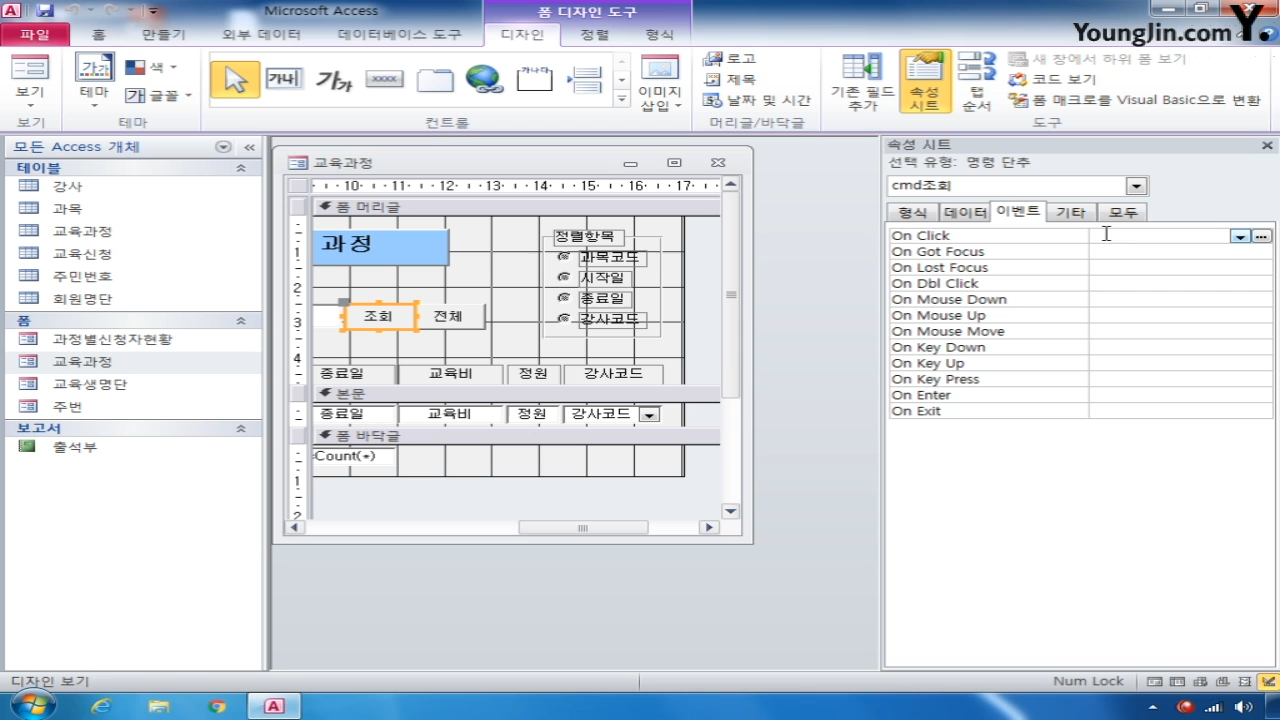 Microsoft Access
폼 디자인 도구
파일 홈 만들기 외부 데이터 데이터베이스 도구 디자인 정렬 형식
YoungJin.com Y.
보기
테마
색
가가 글꼴
가나
가가
xxxx
가나다
이미지 삽입
로고
제목
날짜 및 시간
기존 필드 추가
속성 시트
탭 순서
새 창에서 하위 폼 보기
코드 보기
폼 매크로를 Visual Basic으로 변환
보기 테마 컨트롤 머리글/바닥글 도구
모든 Access 개체
테이블
강사
과목
교육과정
교육신청
주민번호
회원명단
폼
과정별신청자현황
교육과정
교육생명단
주번
보고서
출석부
교육과정
10 11 12 13 14 15 16 17
폼 머리글
과정
정렬항목
과목코드
시작일
종료일
강사코드
조회 전체
종료일 교육비 정원 강사코드
본문
종료일 교육비 정원 강사코드
폼 바닥글
=Count(*)
속성 시트
선택 유형: 명령 단추
cmd조회
형식 데이터 이벤트 기타 모두
On Click
On Got Focus
On Lost Focus
On Dbl Click
On Mouse Down
On Mouse Up
On Mouse Move
On Key Down
On Key Up
On Key Press
On Enter
On Exit
디자인 보기
Num Lock